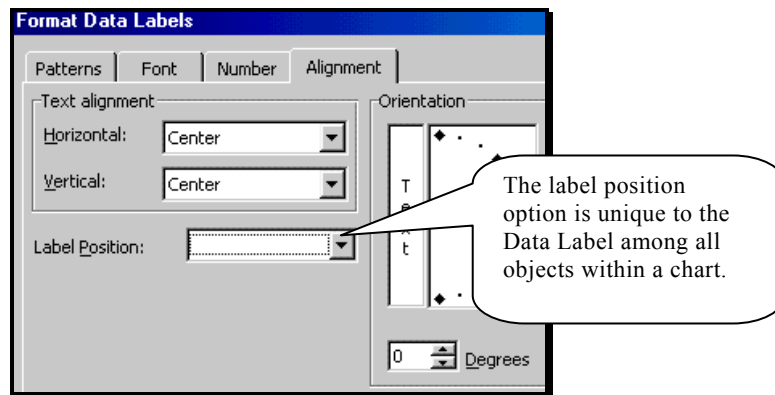 Format Data Labels
Patterns Font Number Alignment
Text alignment
Horizontal: Center
Vertical: Center
Label Position:
Orientation
T
e
x
t
0 Degrees
The label position
option is unique to the
Data Label among all
objects within a chart.